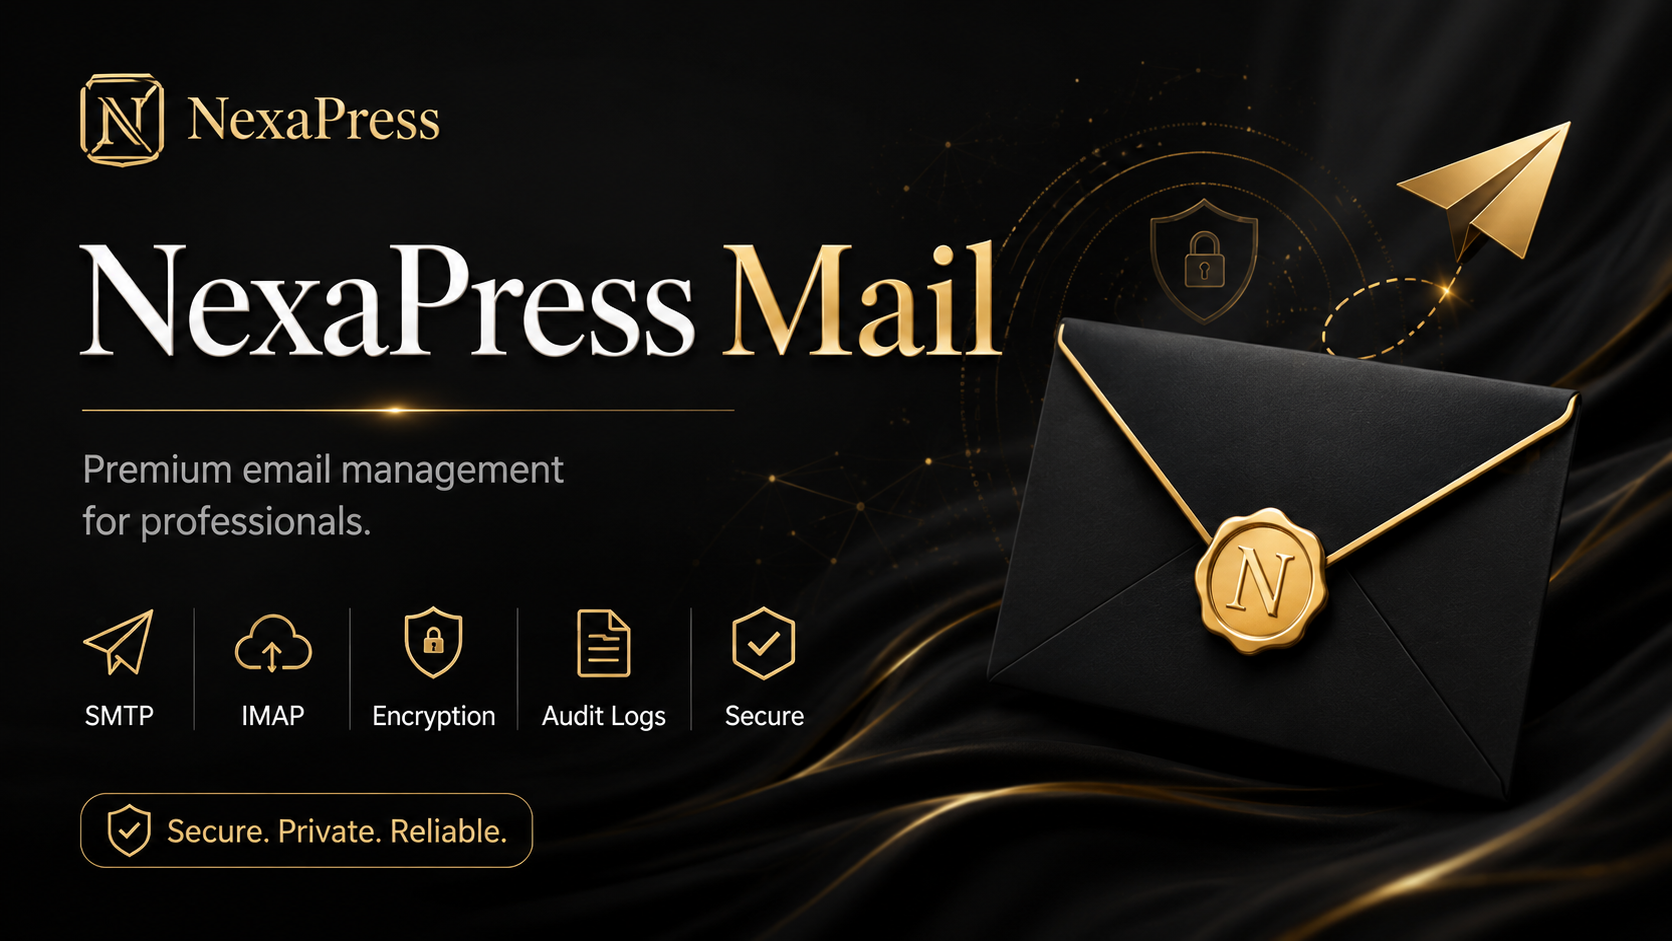 N NexaPress
NexaPress Mail
Premium email management
for professionals.
SMTP
IMAP
Encryption
Audit Logs
Secure
Secure. Private. Reliable.
N